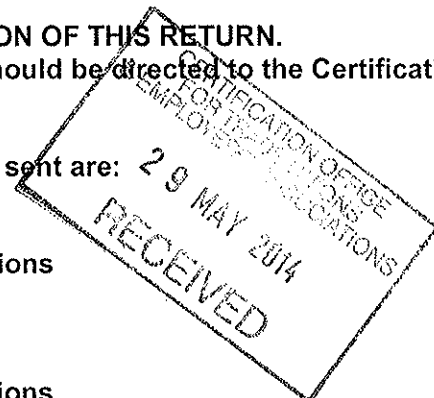 ION OF THIS RETURN.
hould be directed to the Certificat
sent are:
ions
ions
CERTIFICATION OFFICE
FOR TRADE UNIONS
EMPLOYERS' ASSOCIATIONS
29 MAY 2014
RECEIVED